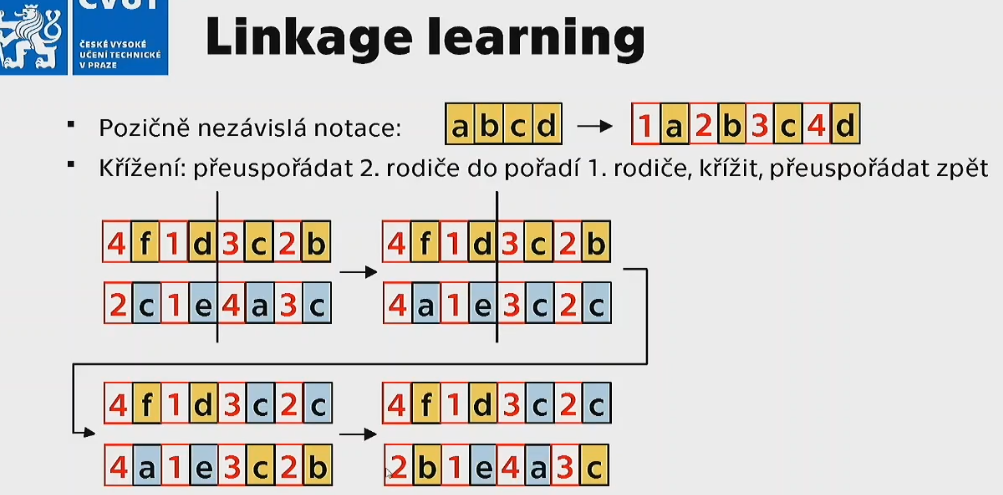 ČVUT
ČESKÉ VYSOKÉ
UČENÍ TECHNICKÉ
V PRAZE
Linkage learning
▪ Pozičně nezávislá notace: a b c d → 1 a 2 b 3 c 4 d
▪ Křížení: přeuspořádat 2. rodiče do pořadí 1. rodiče, křížit, přeuspořádat zpět
4 f 1 d 3 c 2 b → 4 f 1 d 3 c 2 b
2 c 1 e 4 a 3 c 4 a 1 e 3 c 2 c
4 f 1 d 3 c 2 c → 4 f 1 d 3 c 2 c
4 a 1 e 3 c 2 b 2 b 1 e 4 a 3 c